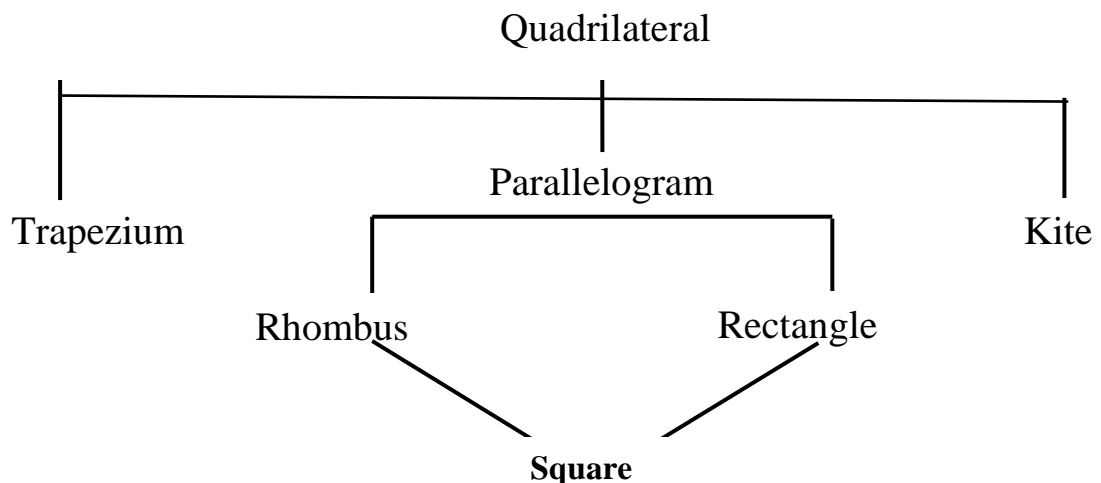 Quadrilateral
Parallelogram
Trapezium
Kite
Rhombus
Rectangle
Square